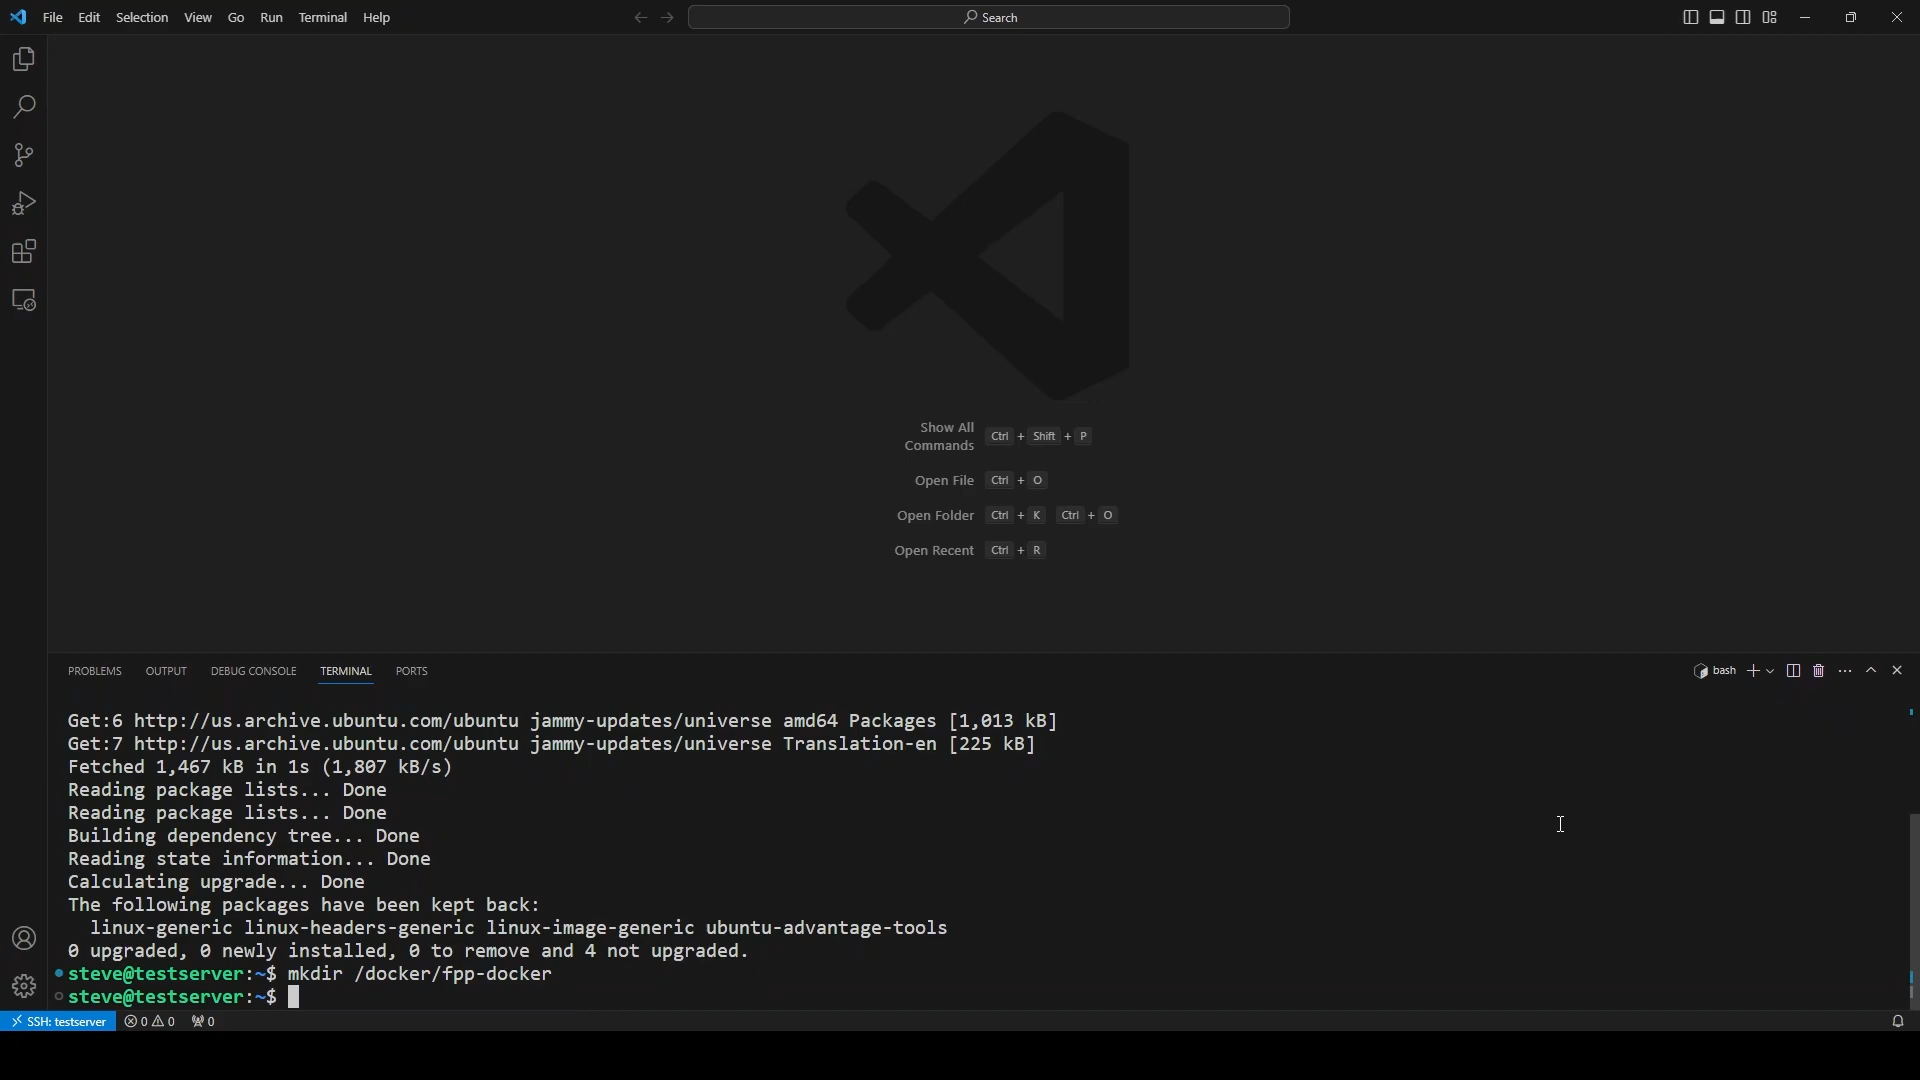 File Edit Selection View Go Run Terminal Help
Search
Show All
Commands
Ctrl + Shift + P
Open File Ctrl + O
Open Folder Ctrl + K Ctrl + O
Open Recent Ctrl + R
PROBLEMS OUTPUT DEBUG CONSOLE TERMINAL PORTS
bash
Get:6 http://us.archive.ubuntu.com/ubuntu jammy-updates/universe amd64 Packages [1,013 kB]
Get:7 http://us.archive.ubuntu.com/ubuntu jammy-updates/universe Translation-en [225 kB]
Fetched 1,467 kB in 1s (1,807 kB/s)
Reading package lists... Done
Reading package lists... Done
Building dependency tree... Done
Reading state information... Done
Calculating upgrade... Done
The following packages have been kept back:
linux-generic linux-headers-generic linux-image-generic ubuntu-advantage-tools
0 upgraded, 0 newly installed, 0 to remove and 4 not upgraded.
steve@testserver:~$ mkdir /docker/fpp-docker
steve@testserver:~$
SSH: testserver 0 0 0